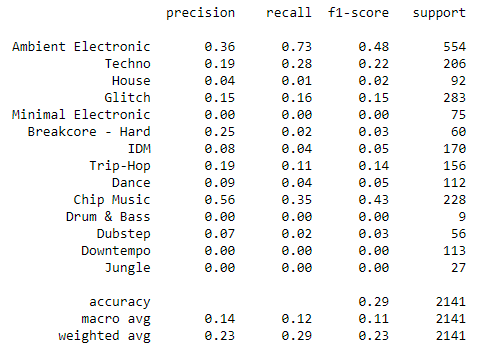 precision recall f1-score support
Ambient Electronic 0.36 0.73 0.48 554
Techno 0.19 0.28 0.22 206
House 0.04 0.01 0.02 92
Glitch 0.15 0.16 0.15 283
Minimal Electronic 0.00 0.00 0.00 75
Breakcore - Hard 0.25 0.02 0.03 60
IDM 0.08 0.04 0.05 170
Trip-Hop 0.19 0.11 0.14 156
Dance 0.09 0.04 0.05 112
Chip Music 0.56 0.35 0.43 228
Drum & Bass 0.00 0.00 0.00 9
Dubstep 0.07 0.02 0.03 56
Downtempo 0.00 0.00 0.00 113
Jungle 0.00 0.00 0.00 27
accuracy 0.29 2141
macro avg 0.14 0.12 0.11 2141
weighted avg 0.23 0.29 0.23 2141